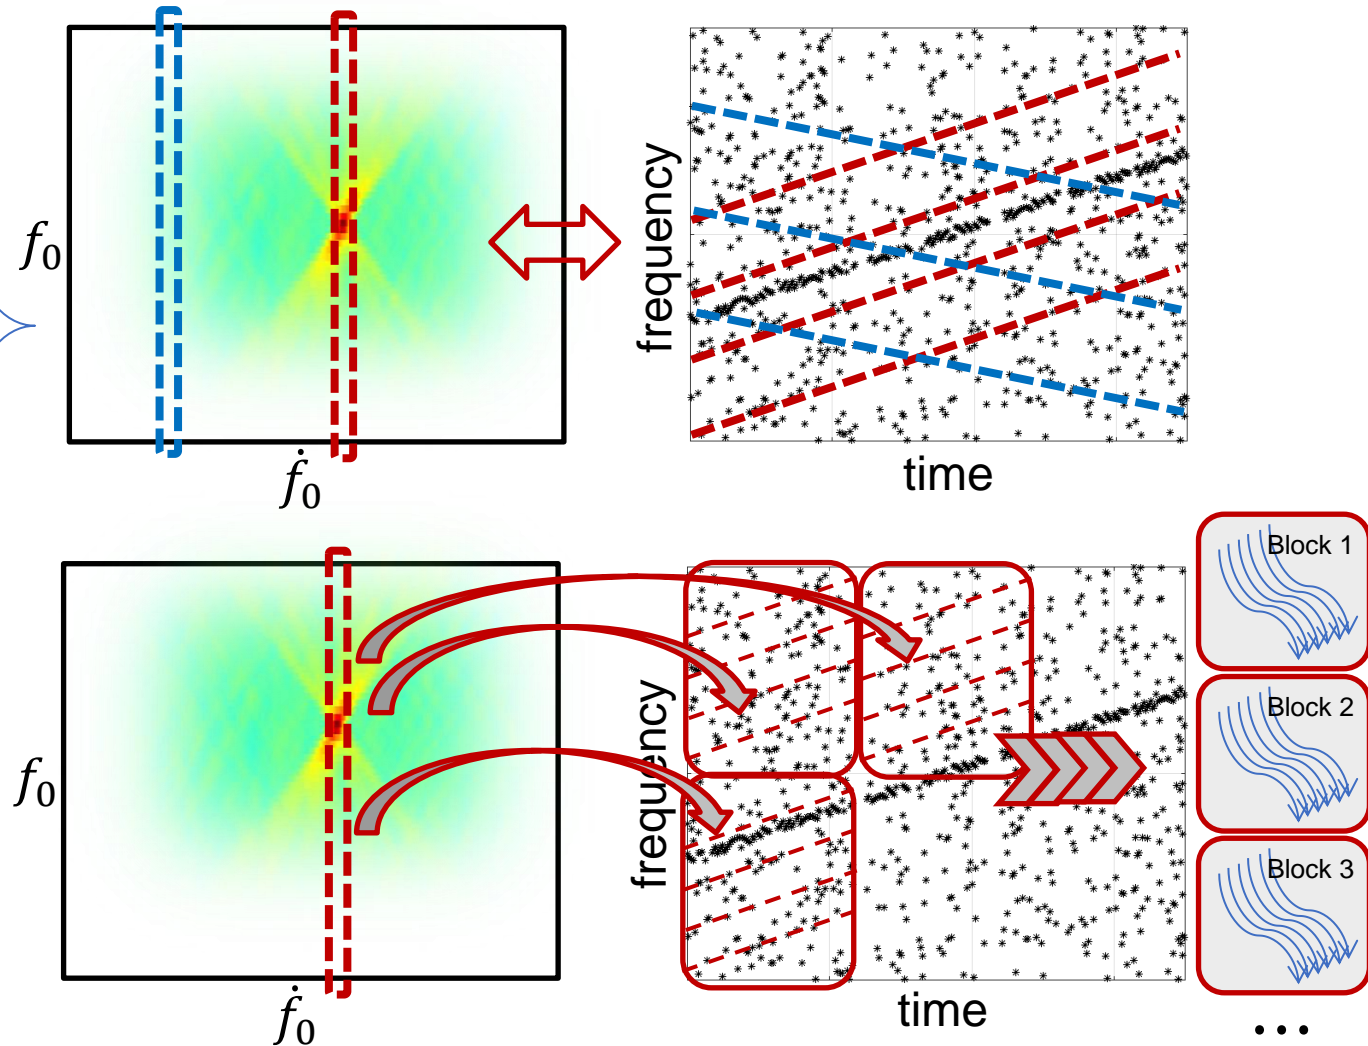 f₀
frequency
ḟ₀
time
Block 1
Block 2
f₀
frequency
Block 3
ḟ₀
time
...